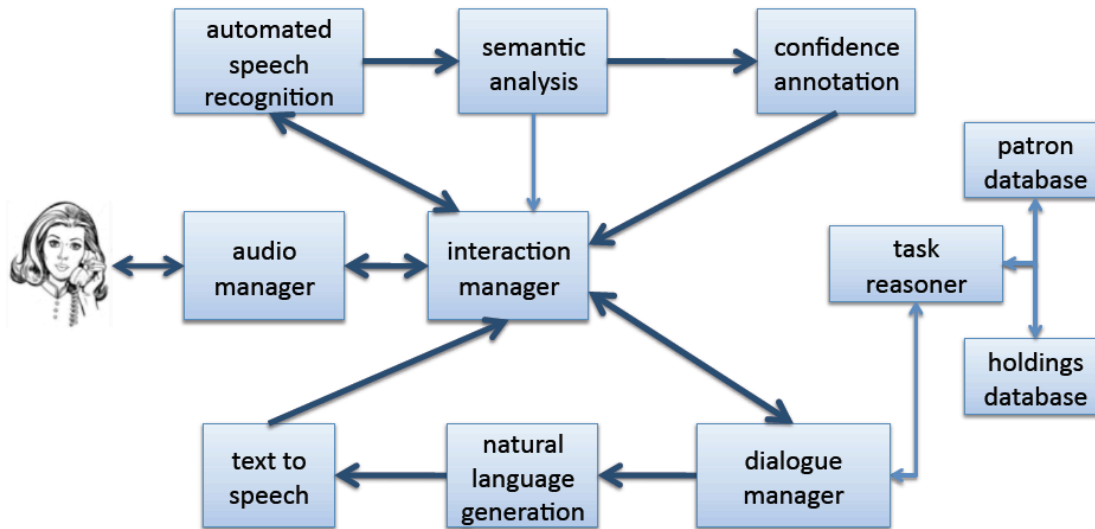 automated
speech
recognition
semantic
analysis
confidence
annotation
patron
database
audio
manager
interaction
manager
task
reasoner
holdings
database
text to
speech
natural
language
generation
dialogue
manager